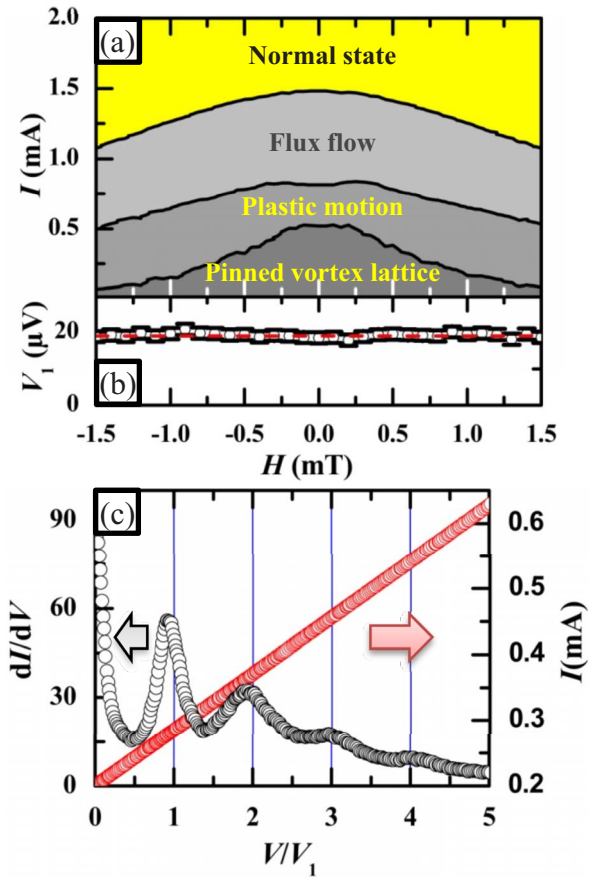 (a)
2.0
Normal state
1.5
Flux flow
1.0
I (mA)
Plastic motion
0.5
Pinned vortex lattice
20
V1 (µV)
0
(b)
-1.5 -1.0 -0.5 0.0 0.5 1.0 1.5
H (mT)
(c)
90
60
30
0
dI/dV
0.6
0.5
0.4
0.3
0.2
I(mA)
0 1 2 3 4 5
V/V1